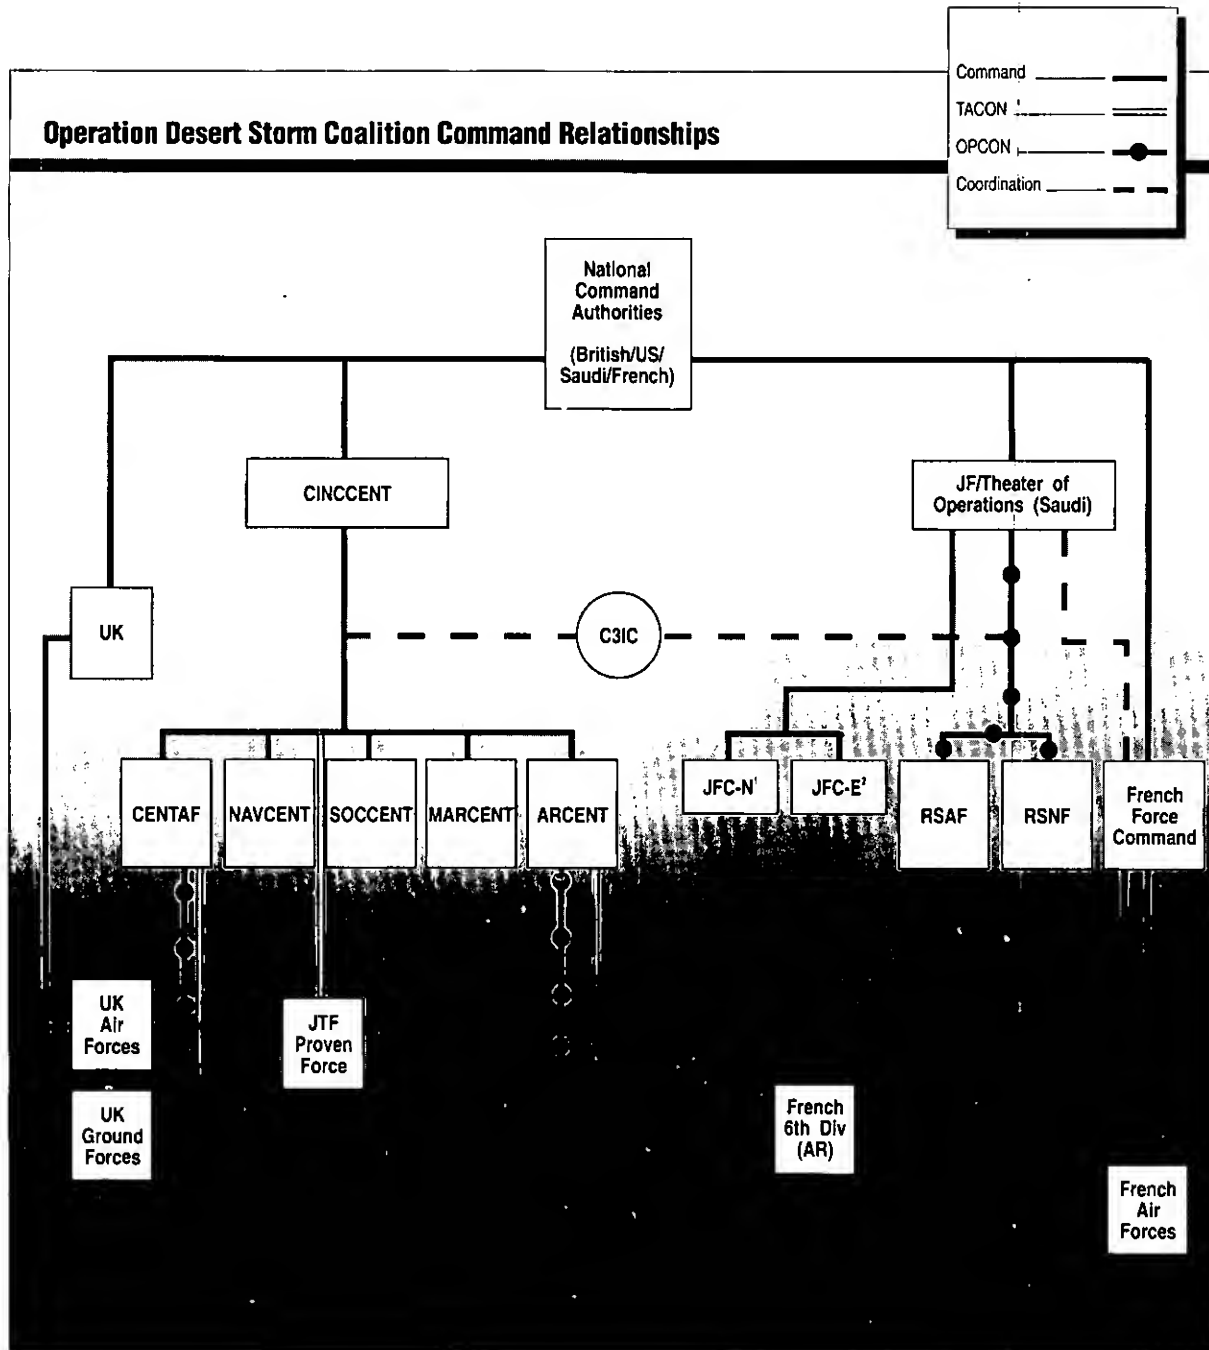 Command
TACON
OPCON
Coordination
Operation Desert Storm Coalition Command Relationships
National
Command
Authorities
(British/US/
Saudi/French)
CINCCENT
JF/Theater of
Operations (Saudi)
UK
C3IC
CENTAF
NAVCENT
SOCCENT
MARCENT
ARCENT
JFC-N¹
JFC-E²
RSAF
RSNF
French
Force
Command
UK
Air
Forces
JTF
Proven
Force
UK
Ground
Forces
French
6th Div
(AR)
French
Air
Forces